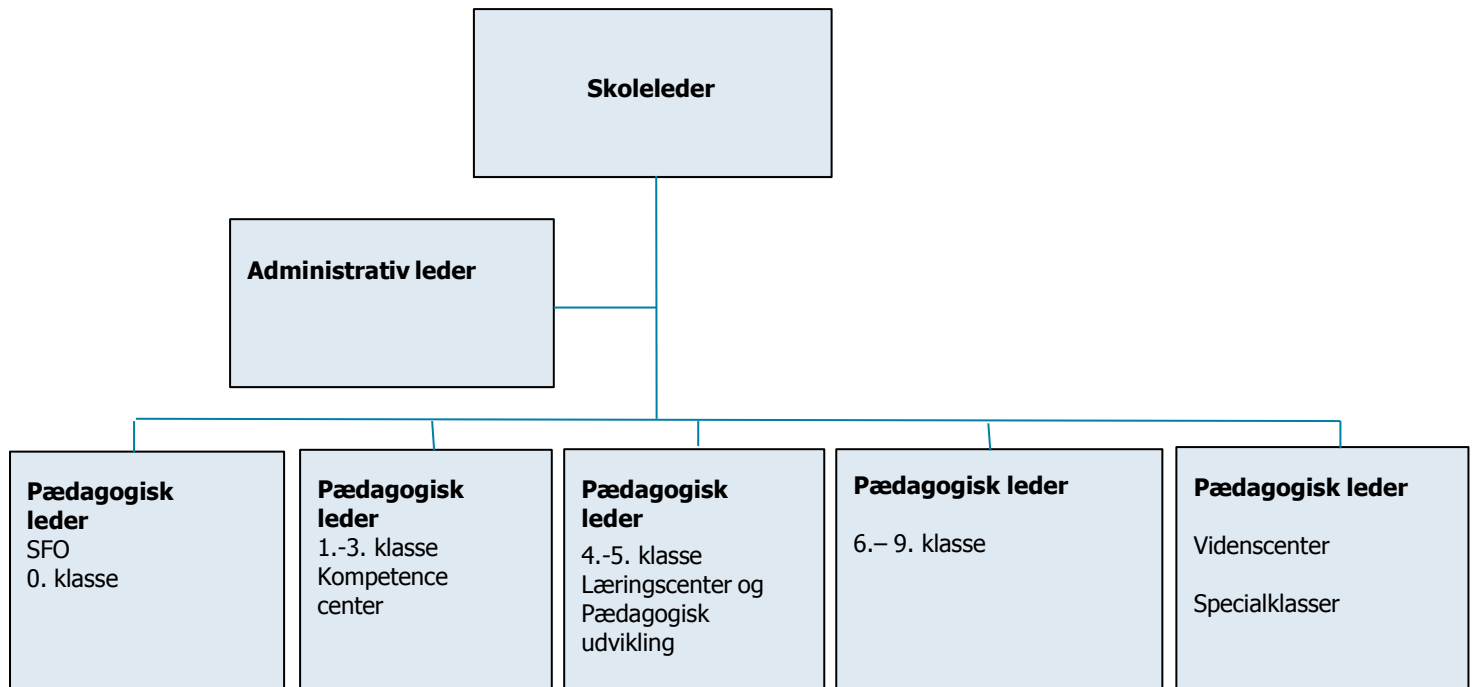 Skoleleder
Administrativ leder
Pædagogisk
leder
SFO
0. klasse
Pædagogisk
leder
1.-3. klasse
Kompetence
center
Pædagogisk
leder
4.-5. klasse
Læringscenter og
Pædagogisk
udvikling
Pædagogisk leder
6.– 9. klasse
Pædagogisk leder
Videnscenter
Specialklasser